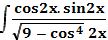 ∫ cos2x. sin2x / √(9 − cos⁴ 2x)